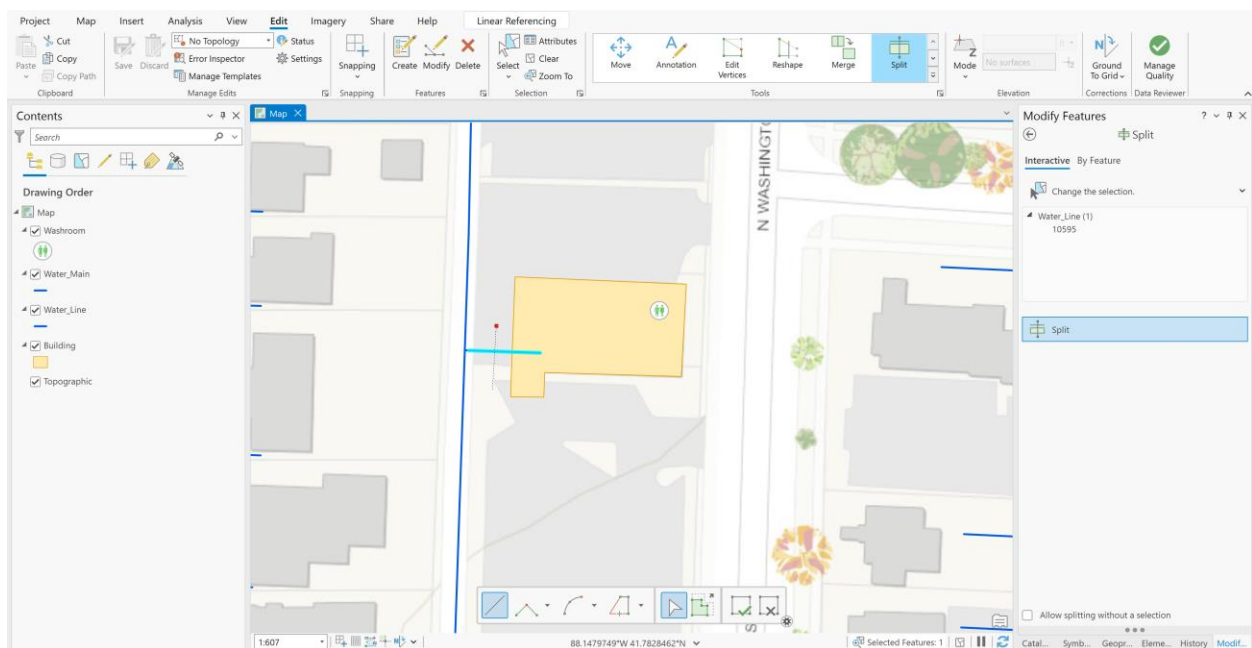 Project Map Insert Analysis View Edit Imagery Share Help Linear Referencing
Paste
Cut
Copy
Copy Path
Clipboard
Save
Discard
No Topology
Error Inspector
Manage Templates
Status
Settings
Manage Edits
Snapping
Snapping
Create
Modify
Delete
Features
Select
Attributes
Clear
Zoom To
Selection
Move
Annotation
Edit
Vertices
Reshape
Merge
Split
Tools
Mode
No surfaces
Elevation
Ground
To Grid
Corrections
Manage
Quality
Data Reviewer
Contents
Search
Drawing Order
Map
Washroom
Water_Main
Water_Line
Building
Topographic
Map
N WASHINGTO
S
1:607
88.1479749°W 41.7828462°N
Selected Features: 1
Modify Features
Split
Interactive By Feature
Change the selection.
Water_Line (1)
10595
Split
Allow splitting without a selection
Catal... Symb... Geopr... Eleme... History Modif...